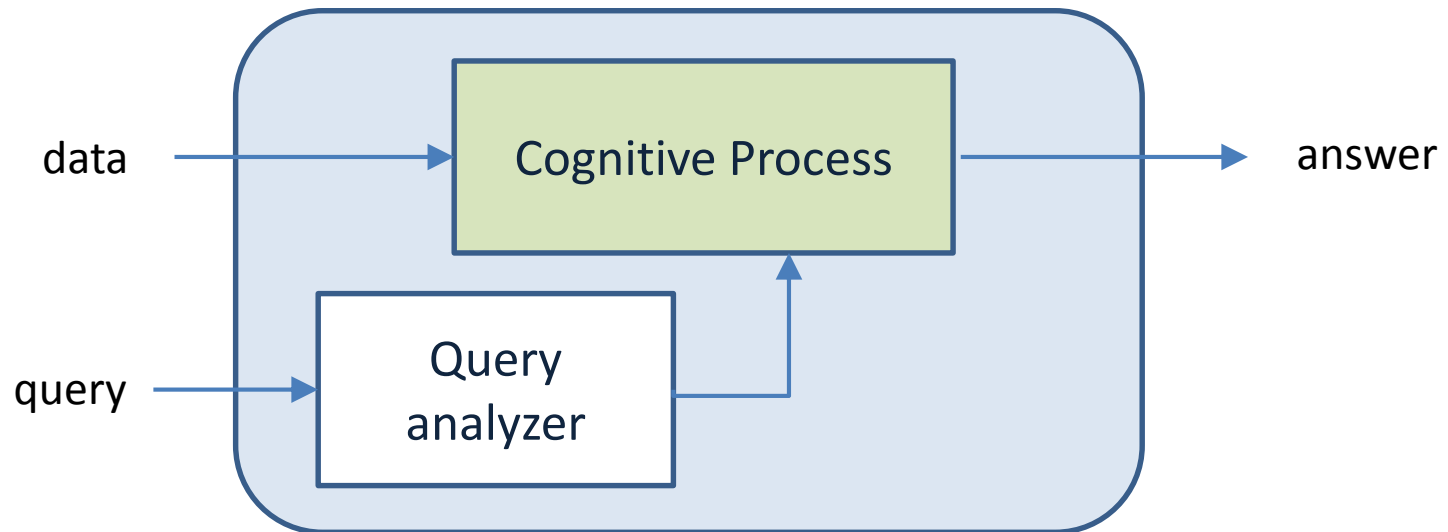 data
Cognitive Process
answer
query
Query
analyzer